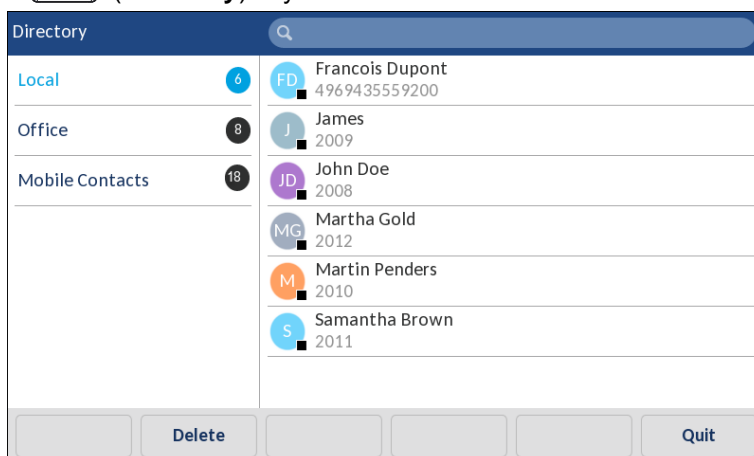 Directory
Local 6
Office 8
Mobile Contacts 18
FD Francois Dupont
4969435559200
J James
2009
JD John Doe
2008
MG Martha Gold
2012
M Martin Penders
2010
S Samantha Brown
2011
Delete Quit